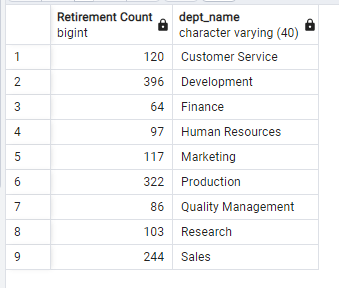 Retirement Count dept_name
bigint character varying (40)
1 120 Customer Service
2 396 Development
3 64 Finance
4 97 Human Resources
5 117 Marketing
6 322 Production
7 86 Quality Management
8 103 Research
9 244 Sales